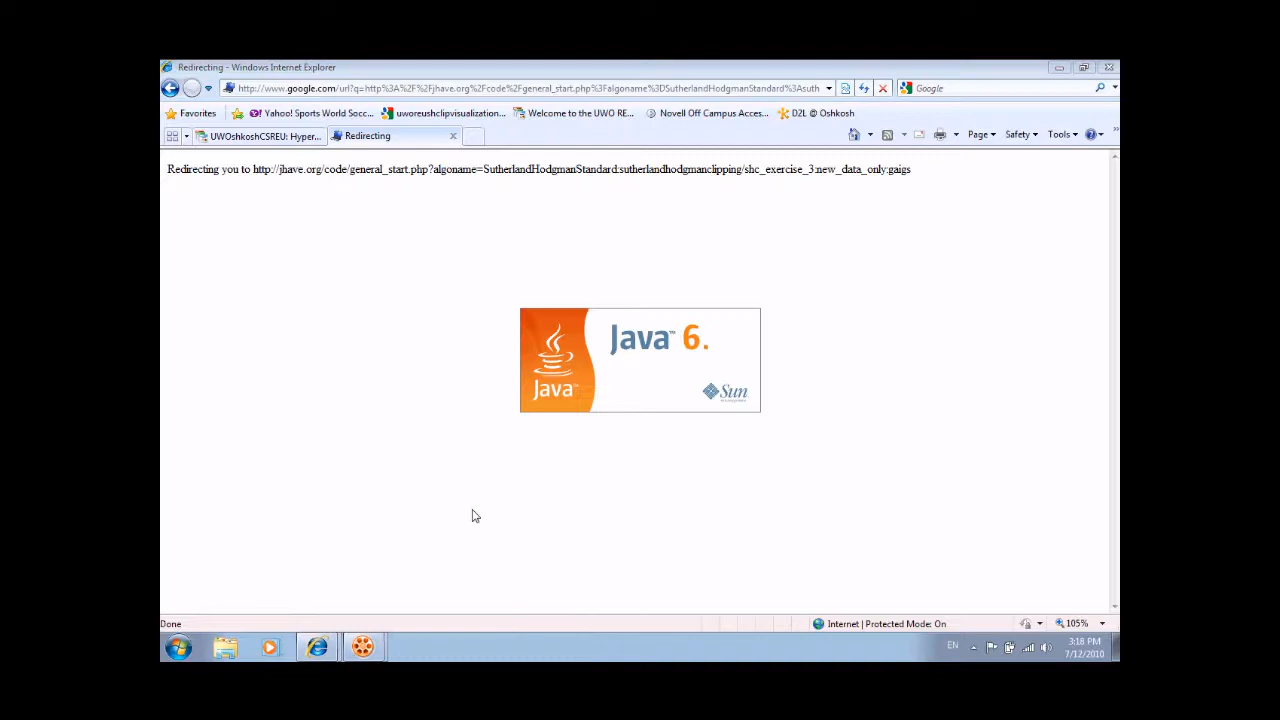 Redirecting - Windows Internet Explorer
http://www.google.com/url?q=http%3A%2F%2Fjhave.org%2Fcode%2Fgeneral_start.php%3Falgoname%3DSutherlandHodgmanStandard%3Asuth
Google
Favorites Yahoo! Sports World Socc... uworeushclipvisualization... Welcome to the UWO RE... Novell Off Campus Acces... D2L @ Oshkosh
UWOshkoshCSREU: Hyper... Redirecting Page Safety Tools
Redirecting you to http://jhave.org/code/general_start.php?algoname=SutherlandHodgmanStandard:sutherlandhodgmanclipping/shc_exercise_3:new_data_only:gaigs
Java™ 6.
Java™
Sun
Done Internet | Protected Mode: On 105%
EN 3:18 PM
7/12/2010